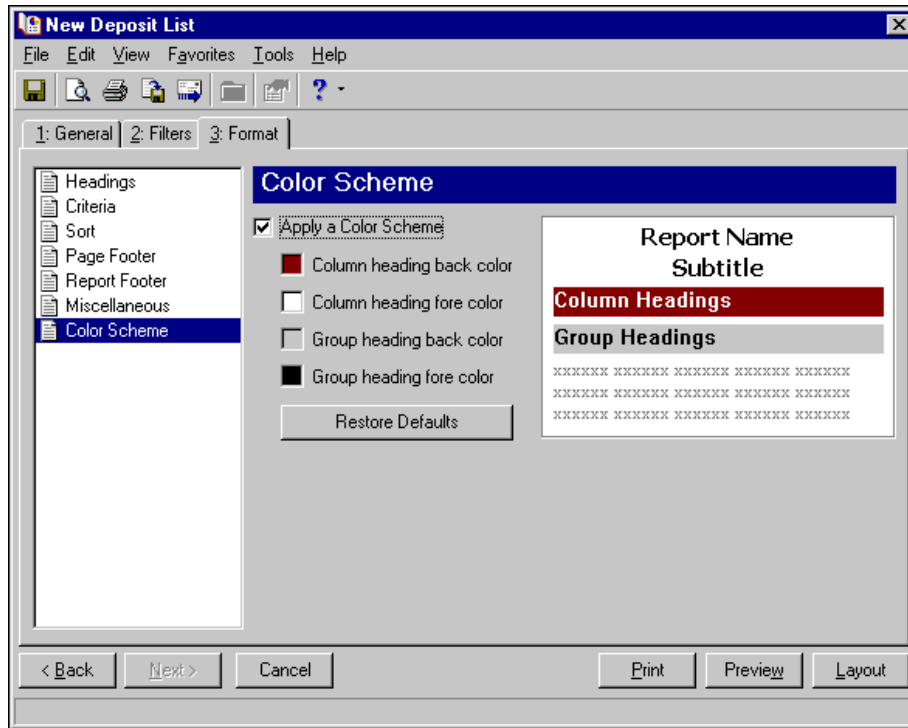 New Deposit List
File Edit View Favorites Tools Help
?
1: General 2: Filters 3: Format
Headings
Criteria
Sort
Page Footer
Report Footer
Miscellaneous
Color Scheme
Color Scheme
Apply a Color Scheme
Column heading back color
Column heading fore color
Group heading back color
Group heading fore color
Restore Defaults
Report Name
Subtitle
Column Headings
Group Headings
xxxxxx xxxxxx xxxxxx xxxxxx xxxxxx
xxxxxx xxxxxx xxxxxx xxxxxx xxxxxx
xxxxxx xxxxxx xxxxxx xxxxxx xxxxxx
< Back Next > Cancel Print Preview Layout